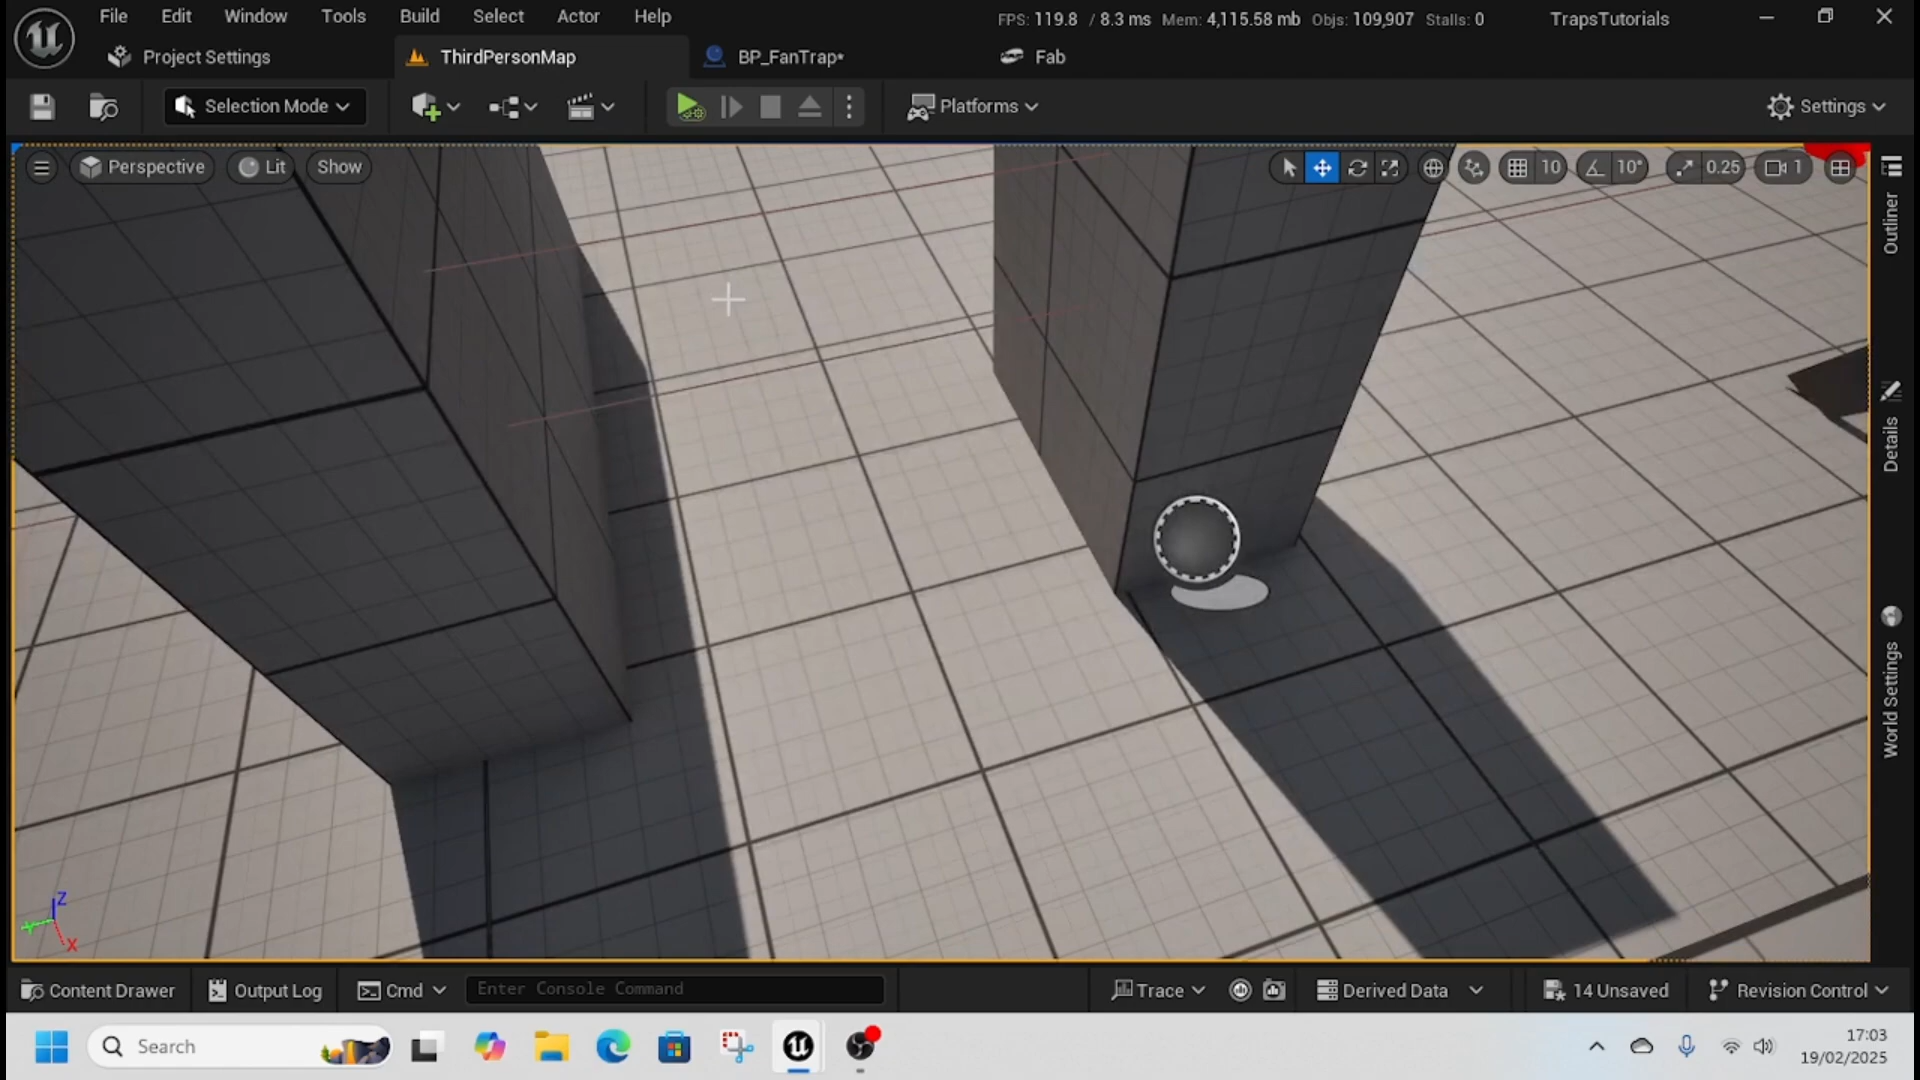 File Edit Window Tools Build Select Actor Help FPS: 119.8 / 8.3 ms Mem: 4,115.58 mb Objs: 109,907 Stalls: 0 TrapsTutorials
Project Settings ThirdPersonMap BP_FanTrap* Fab
Selection Mode Platforms Settings
Perspective Lit Show 10 10° 0.25 1
Outliner
Details
World Settings
Z
Y
X
Content Drawer Output Log Cmd Enter Console Command Trace Derived Data 14 Unsaved Revision Control
Search 17:03
19/02/2025